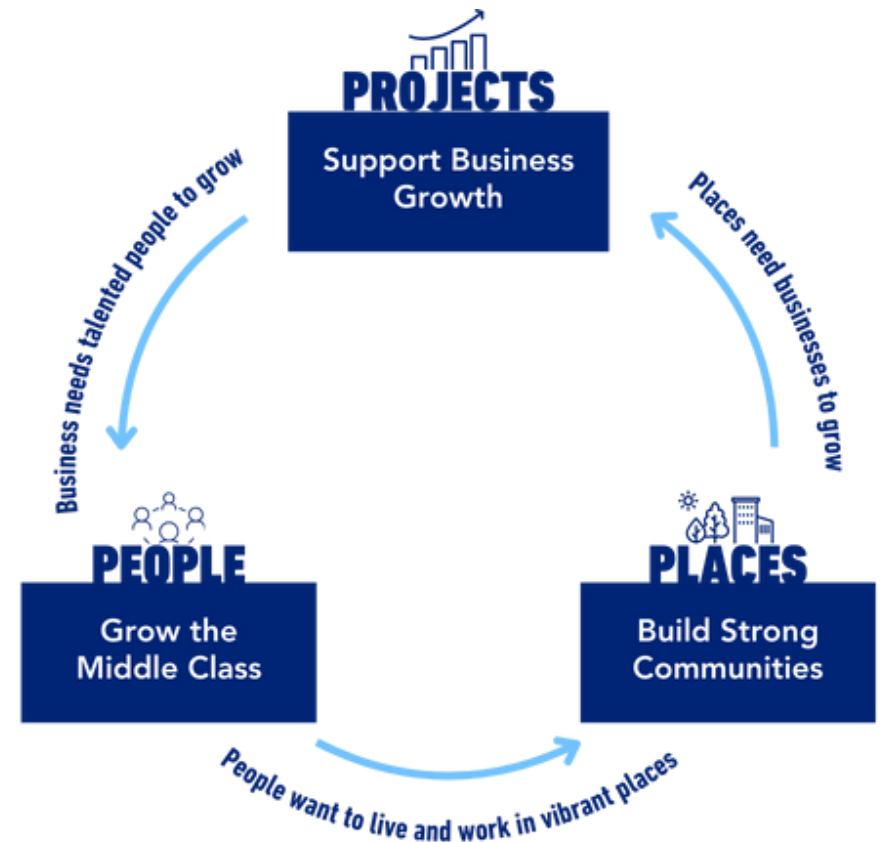 PROJECTS
Support Business
Growth
Business needs talented people to grow
Places need businesses to grow
PEOPLE
Grow the
Middle Class
PLACES
Build Strong
Communities
People want to live and work in vibrant places